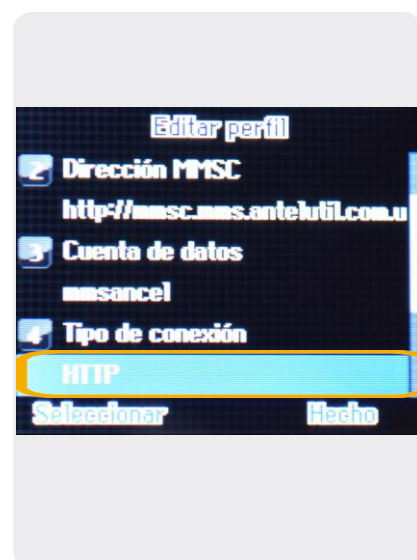 Editar perfil
2 Dirección MMSC
http://mmsc.mms.antelutil.com.u
3 Cuenta de datos
mmsancel
4 Tipo de conexión
HTTP
Seleccionar Hecho